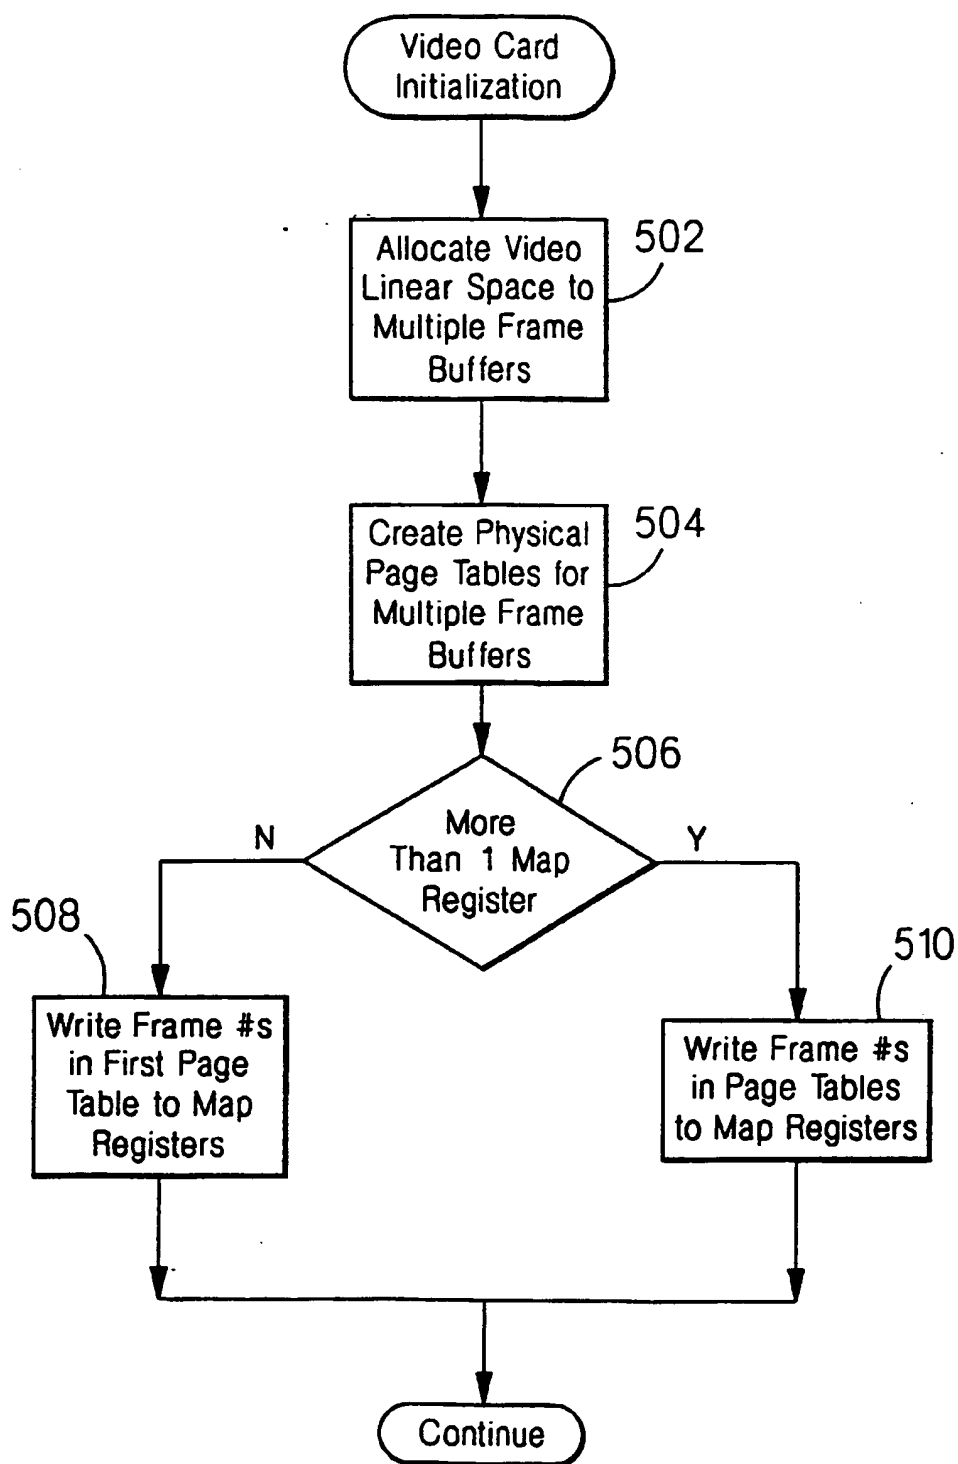 Video Card
Initialization
Allocate Video
Linear Space to
Multiple Frame
Buffers
502
Create Physical
Page Tables for
Multiple Frame
Buffers
504
506
More
Than 1 Map
Register
N
Y
508
Write Frame #s
in First Page
Table to Map
Registers
510
Write Frame #s
in Page Tables
to Map Registers
Continue